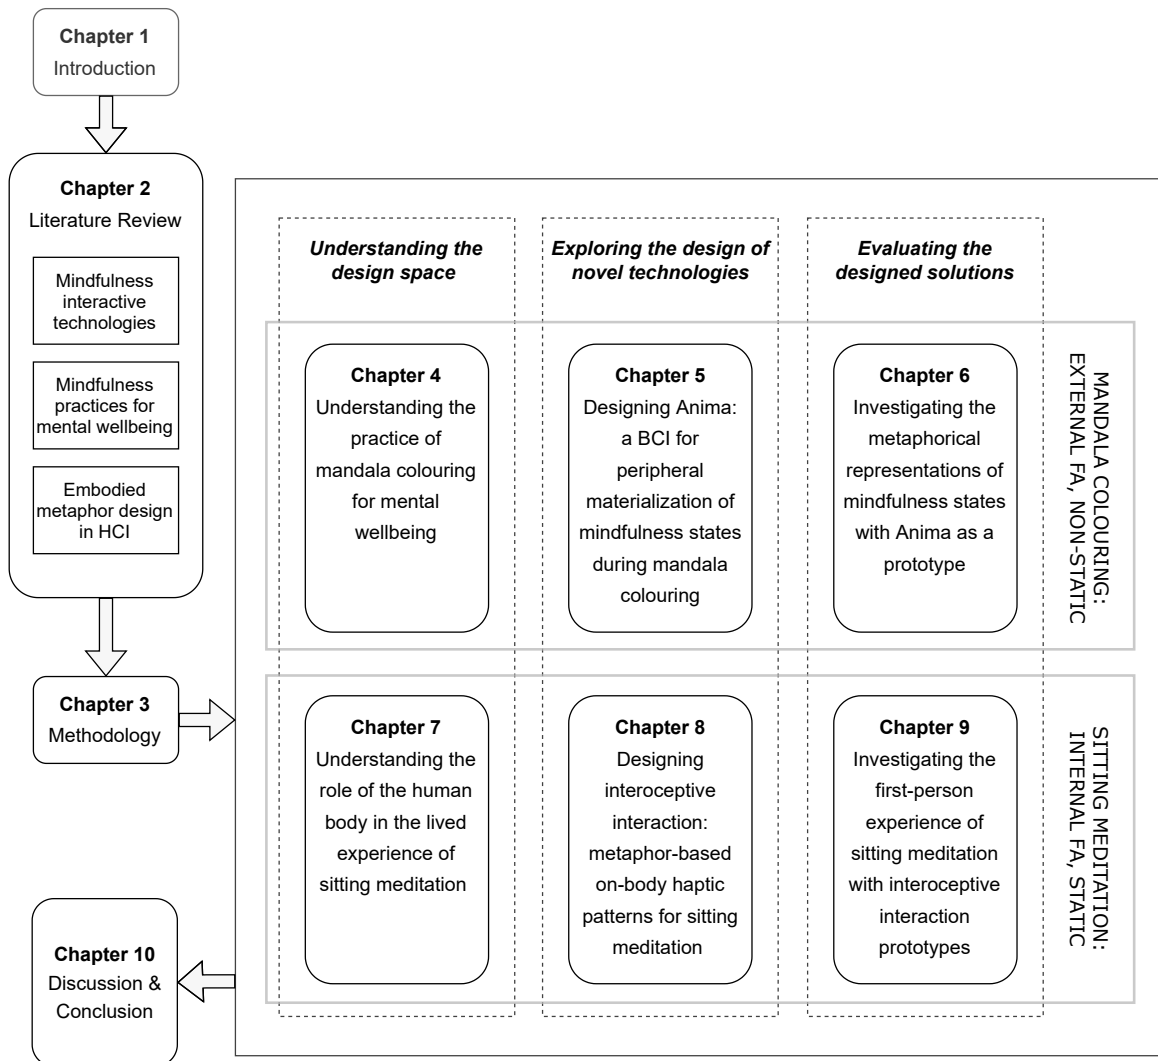 Chapter 1
Introduction
Chapter 2
Literature Review
Mindfulness
interactive
technologies
Mindfulness
practices for
mental wellbeing
Embodied
metaphor design
in HCI
Chapter 3
Methodology
Understanding the
design space
Exploring the design of
novel technologies
Evaluating the
designed solutions
Chapter 4
Understanding the
practice of
mandala colouring
for mental
wellbeing
Chapter 5
Designing Anima:
a BCI for
peripheral
materialization of
mindfulness states
during mandala
colouring
Chapter 6
Investigating the
metaphorical
representations of
mindfulness states
with Anima as a
prototype
MANDALA COLOURING:
EXTERNAL FA, NON-STATIC
Chapter 7
Understanding the
role of the human
body in the lived
experience of
sitting meditation
Chapter 8
Designing
interoceptive
interaction:
metaphor-based
on-body haptic
patterns for sitting
meditation
Chapter 9
Investigating the
first-person
experience of
sitting meditation
with interoceptive
interaction
prototypes
SITTING MEDITATION:
INTERNAL FA, STATIC
Chapter 10
Discussion &
Conclusion